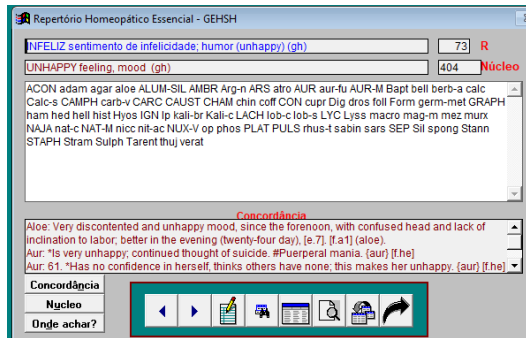 Repertório Homeopático Essencial - GEHSH
INFELIZ sentimento de infelicidade; humor (unhappy) (gh) 73 R
UNHAPPY feeling, mood (gh) 404 Núcleo
ACON adam agar aloe ALUM-SIL AMBR Arg-n ARS atro AUR aur-fu AUR-M Bapt bell berb-a calc
Calc-s CAMPH carb-v CARC CAUST CHAM chin coff CON cupr Dig dros foll Form germ-met GRAPH
ham hed hell hist Hyos IGN Ip kali-br Kali-c LACH lob-c lob-s LYC Lyss macro mag-m mez murx
NAJA nat-c NAT-M nicc nit-ac NUX-V op phos PLAT PULS rhus-t sabin sars SEP Sil spong Stann
STAPH Stram Sulph Tarent thuj verat
Concordância
Aloe: Very discontented and unhappy mood, since the forenoon, with confused head and lack of
inclination to labor; better in the evening (twenty-four day), [e.7]. [f.a1] (aloe).
Aur: *Is very unhappy; continued thought of suicide. #Puerperal mania. {aur} [f.he]
Aur: 61. *Has no confidence in herself, thinks others have none; this makes her unhappy. {aur} [f.he]
Concordância
Nucleo
Onde achar?